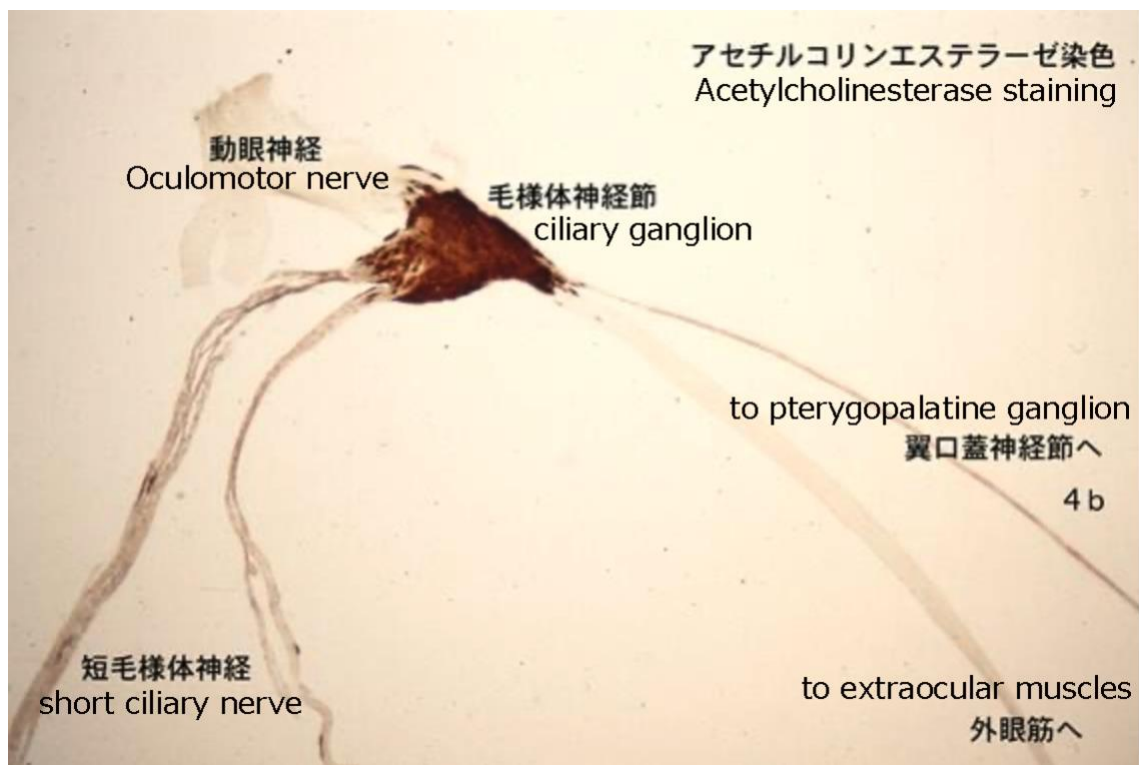 アセチルコリンエステラーゼ染色
Acetylcholinesterase staining
動眼神経
Oculomotor nerve
毛様体神経節
ciliary ganglion
to pterygopalatine ganglion
翼口蓋神経節へ
4 b
短毛様体神経
short ciliary nerve
to extraocular muscles
外眼筋へ